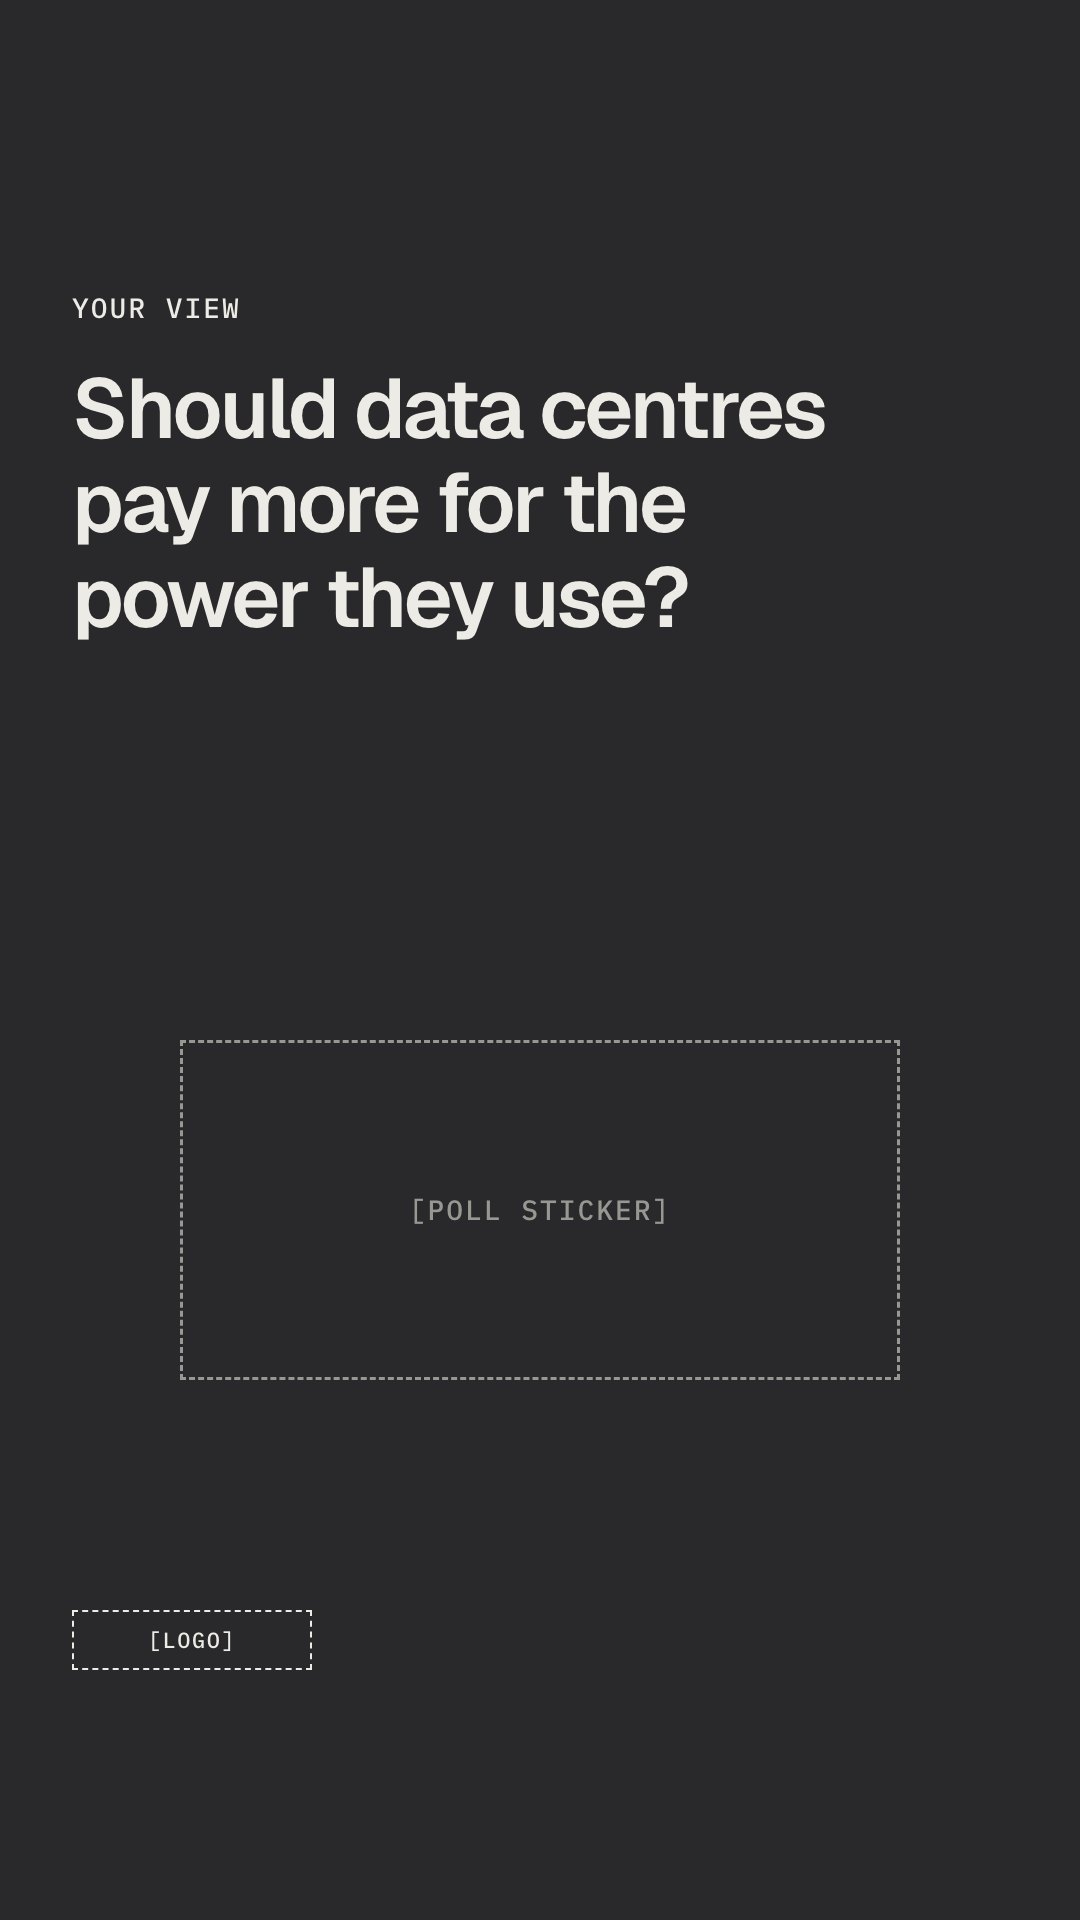 YOUR VIEW
Should data centres
pay more for the
power they use?
[POLL STICKER]
[LOGO]